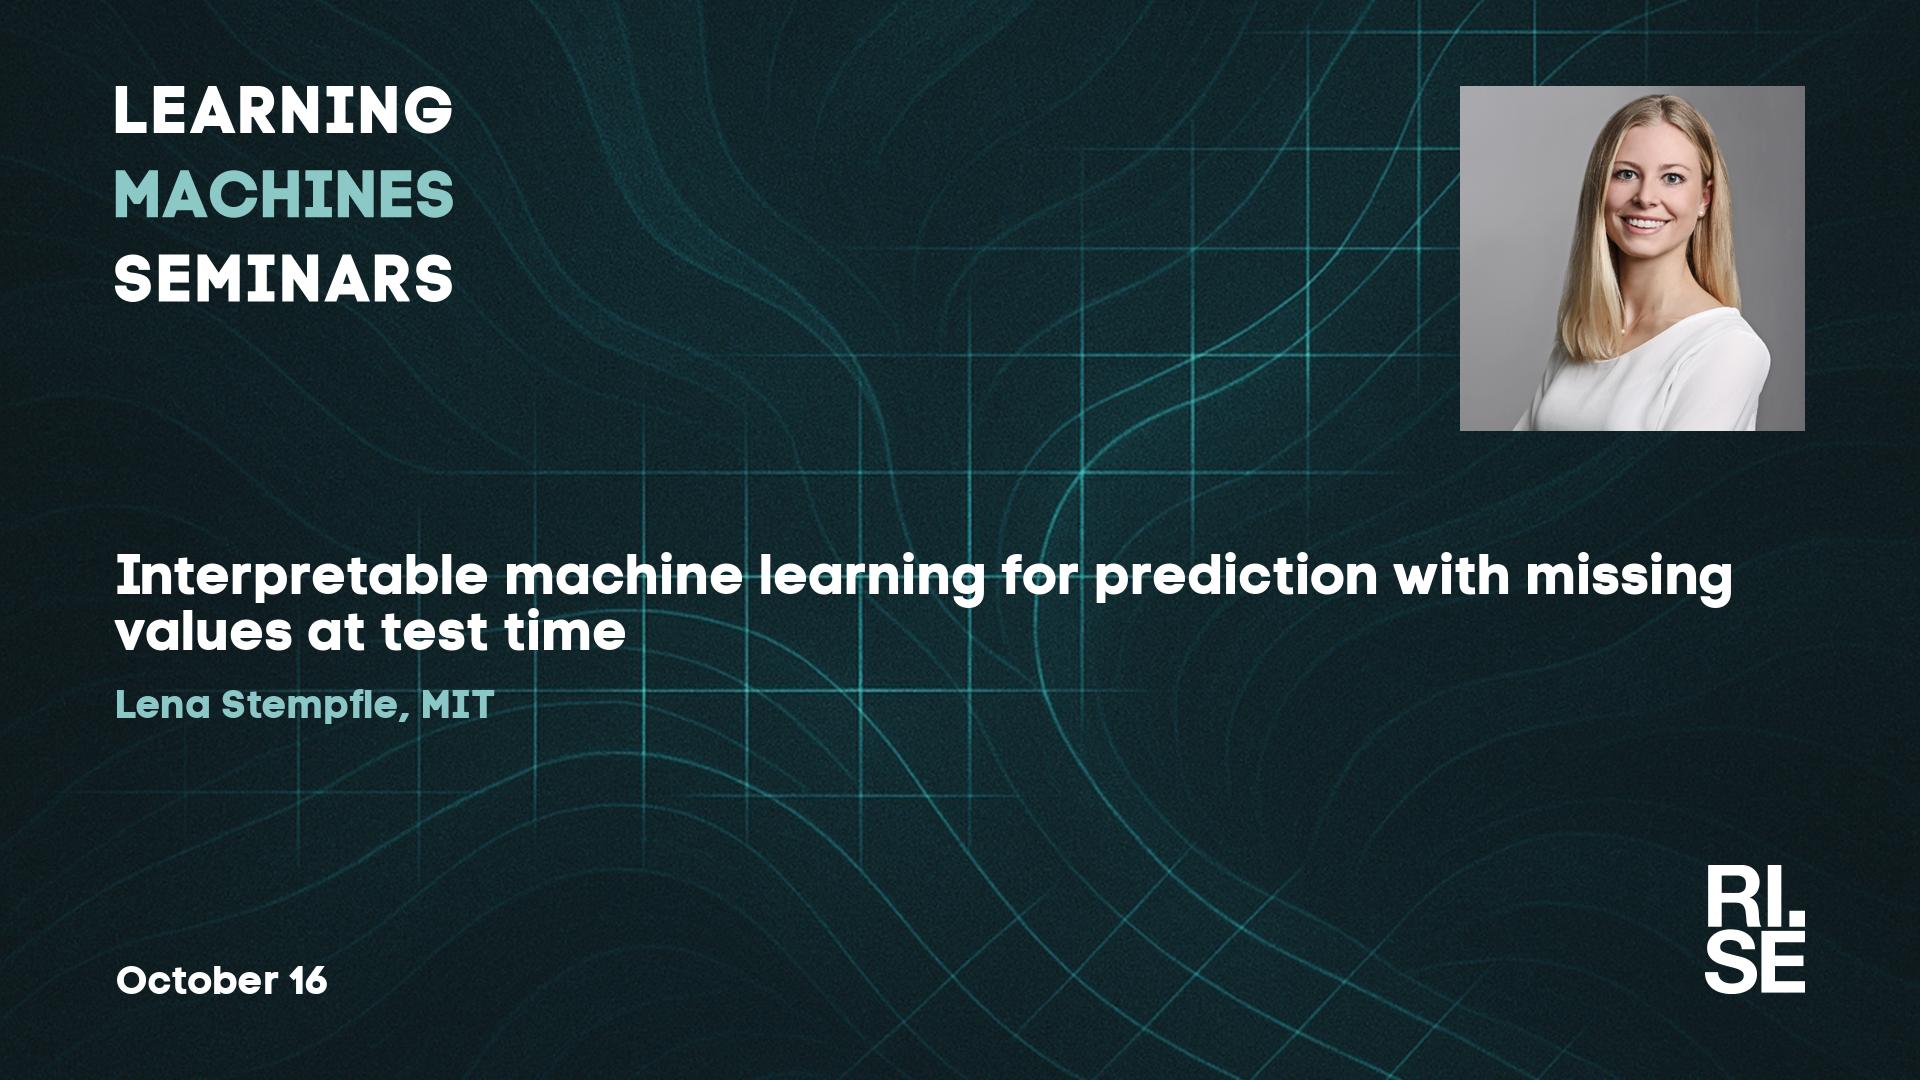 LEARNING
MACHINES
SEMINARS
Interpretable machine learning for prediction with missing
values at test time
Lena Stempfle, MIT
October 16
RI.
SE